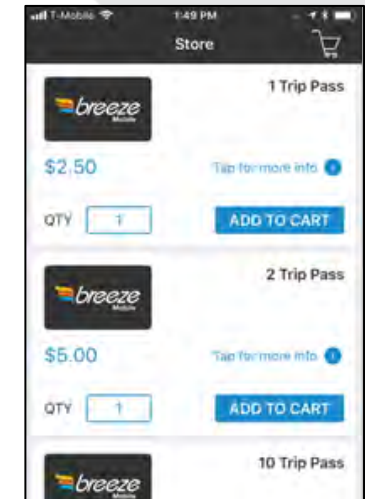 T-Mobile 1:49 PM
Store
1 Trip Pass
breeze
Mobile
$2.50 Tap for more info
QTY 1 ADD TO CART
2 Trip Pass
breeze
Mobile
$5.00 Tap for more info
QTY 1 ADD TO CART
10 Trip Pass
breeze
Mobile